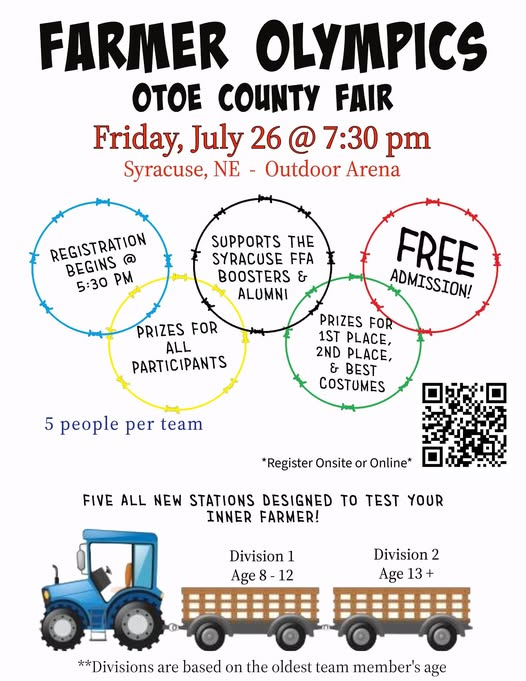 FARMER OLYMPICS
OTOE COUNTY FAIR
Friday, July 26 @ 7:30 pm
Syracuse, NE - Outdoor Arena
REGISTRATION
BEGINS @
5:30 PM
SUPPORTS THE
SYRACUSE FFA
BOOSTERS &
ALUMNI
FREE
ADMISSION!
PRIZES FOR
ALL
PARTICIPANTS
PRIZES FOR
1ST PLACE,
2ND PLACE,
& BEST
COSTUMES
5 people per team
*Register Onsite or Online*
FIVE ALL NEW STATIONS DESIGNED TO TEST YOUR
INNER FARMER!
Division 1
Age 8 - 12
Division 2
Age 13 +
**Divisions are based on the oldest team member's age